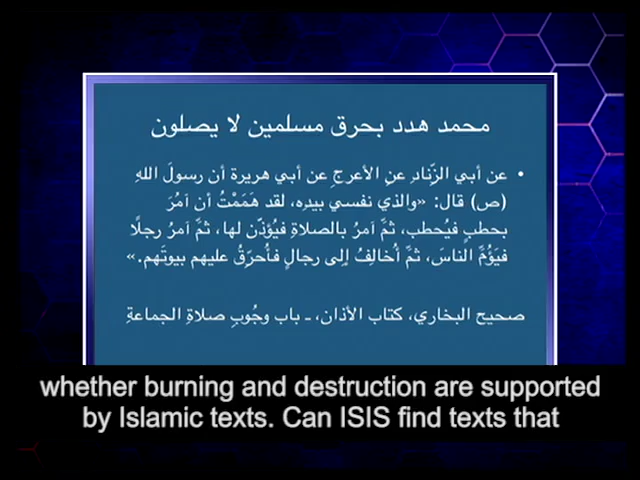 محمد هدد بحرق مسلمين لا يصلون
• عن أبي الزِّنادِ عنِ الأعرجِ عن أبي هريرة أن رسولَ اللهِ
(ص) قال: «والذي نفسي بيدِه، لقد هَمَمْتُ أن آمُرَ
بحطبٍ فيُحطب، ثمَّ آمرُ بالصلاةِ فيُؤذّن لها، ثمَّ آمرُ رجلًا
فيَؤُمُّ الناسَ، ثمَّ أُخالِفُ إلى رجالٍ فأُحرِّقُ عليهم بيوتَهم.»
صحيح البخاري، كتاب الأذان، ـ باب وجُوبِ صلاةِ الجماعةِ
whether burning and destruction are supported
by Islamic texts. Can ISIS find texts that